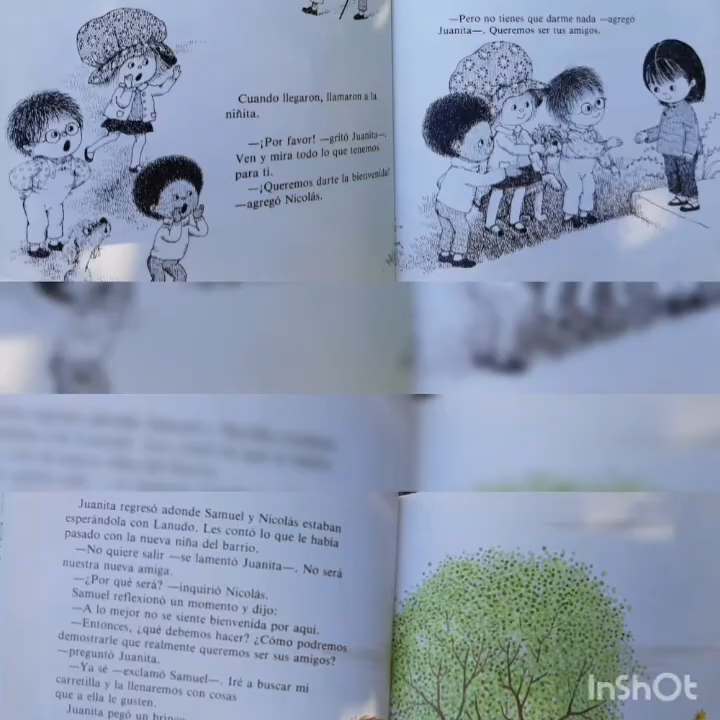 Cuando llegaron, llamaron a la
niñita.
—¡Por favor! —gritó Juanita—.
Ven y mira todo lo que tenemos
para ti.
—¡Queremos darte la bienvenida!
—agregó Nicolás.
—Pero no tienes que darme nada —agregó
Juanita—. Queremos ser tus amigos.
Juanita regresó adonde Samuel y Nicolás estaban
esperándola con Lanudo. Les contó lo que le había
pasado con la nueva niña del barrio.
—No quiere salir —se lamentó Juanita—. No será
nuestra nueva amiga.
—¿Por qué será? —inquirió Nicolás.
Samuel reflexionó un momento y dijo:
—A lo mejor no se siente bienvenida por aquí.
—Entonces, ¿qué debemos hacer? ¿Cómo podremos
demostrarle que realmente queremos ser sus amigos?
—preguntó Juanita.
—Ya sé —exclamó Samuel—. Iré a buscar mi
carretilla y la llenaremos con cosas
que a ella le gusten.
Juanita pegó un brinco
InShOt